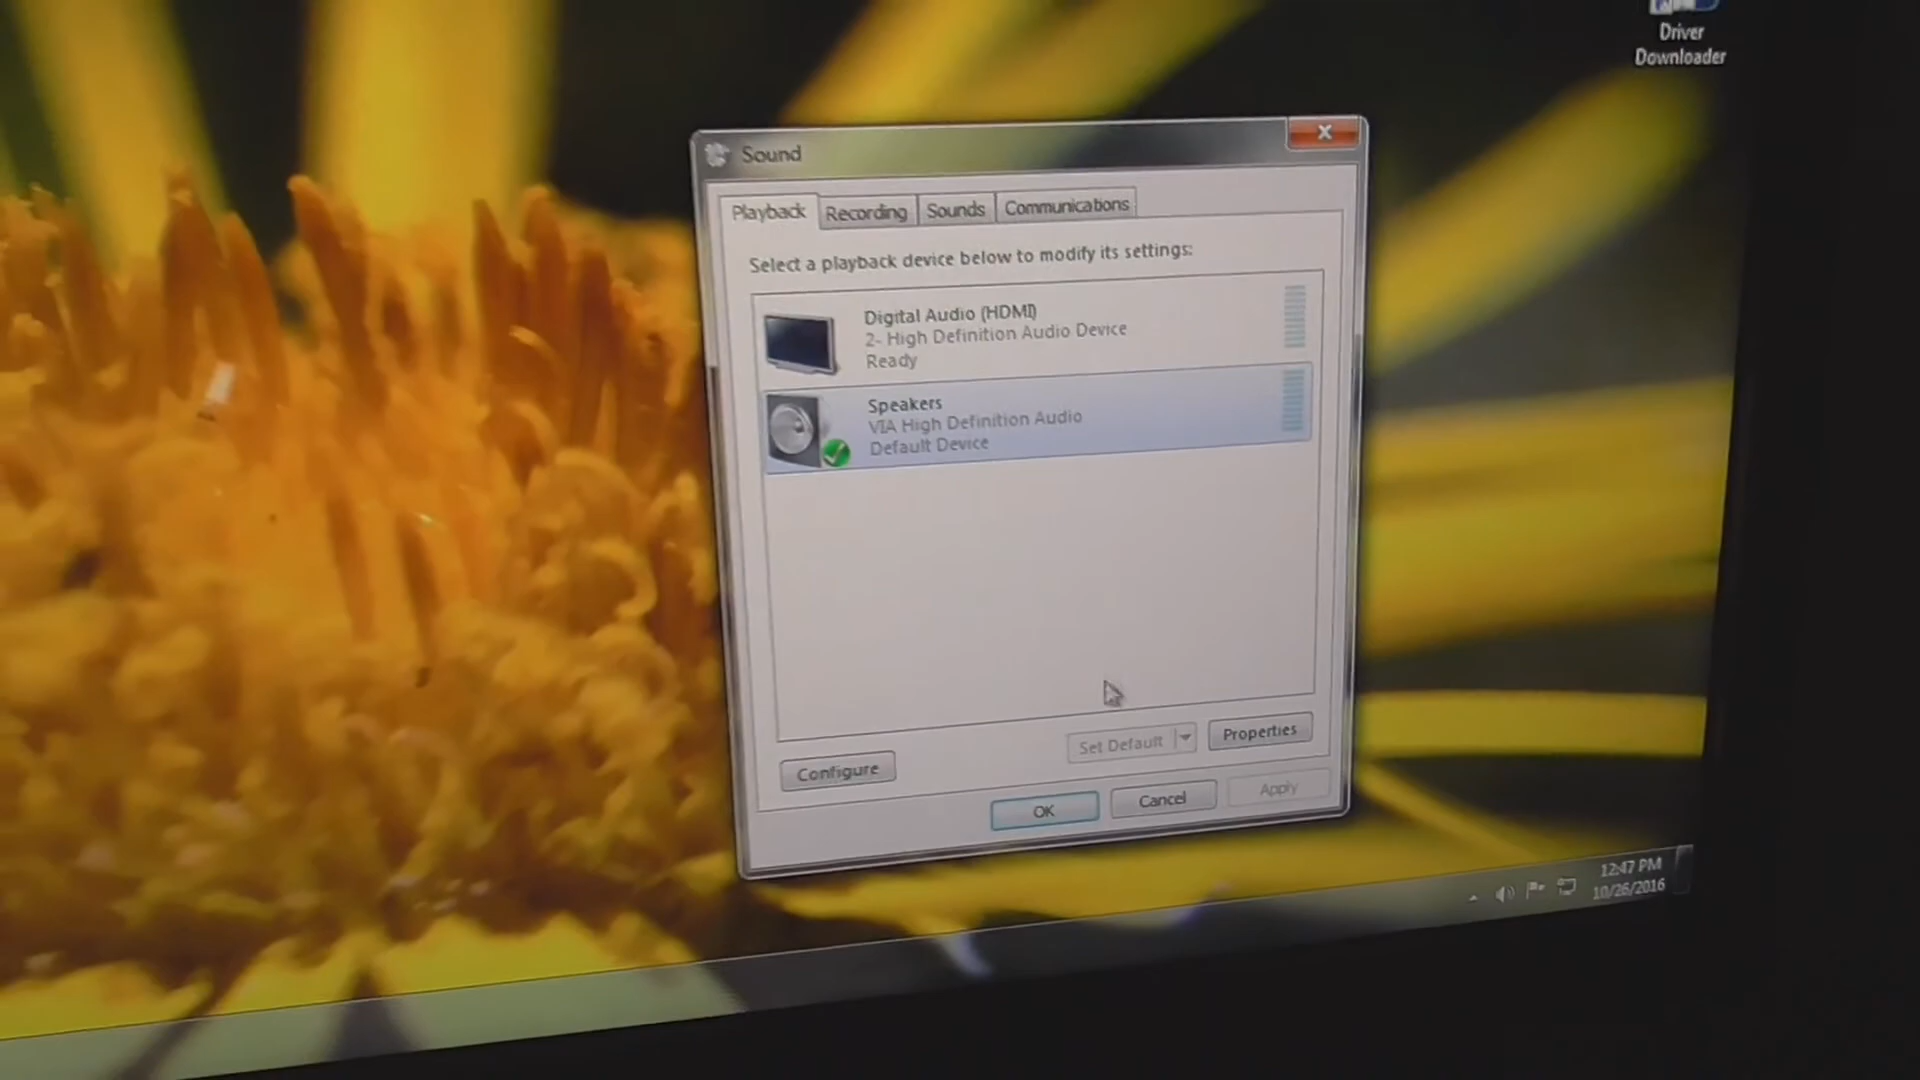 Driver
Downloader
Sound
Playback
Recording
Sounds
Communications
Select a playback device below to modify its settings:
Digital Audio (HDMI)
2- High Definition Audio Device
Ready
Speakers
VIA High Definition Audio
Default Device
Set Default
Properties
Configure
OK
Cancel
Apply
12:47 PM
10/26/2016